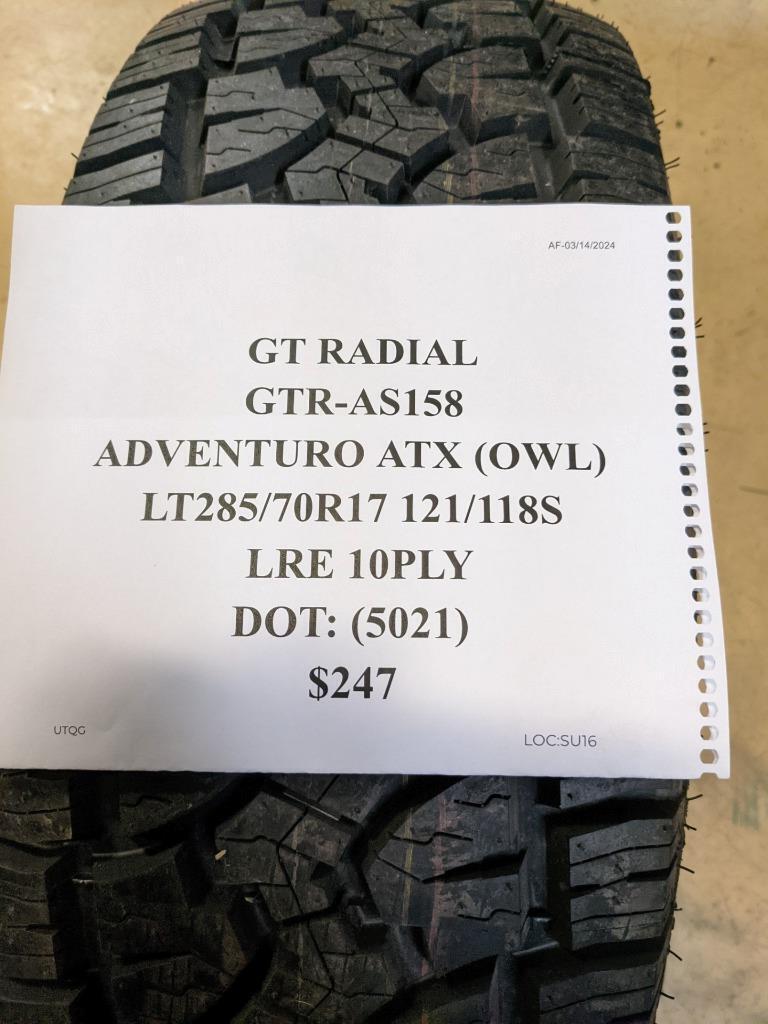 AF-03/14/2024
GT RADIAL
GTR-AS158
ADVENTURO ATX (OWL)
LT285/70R17 121/118S
LRE 10PLY
DOT: (5021)
$247
UTQG
LOC:SU16